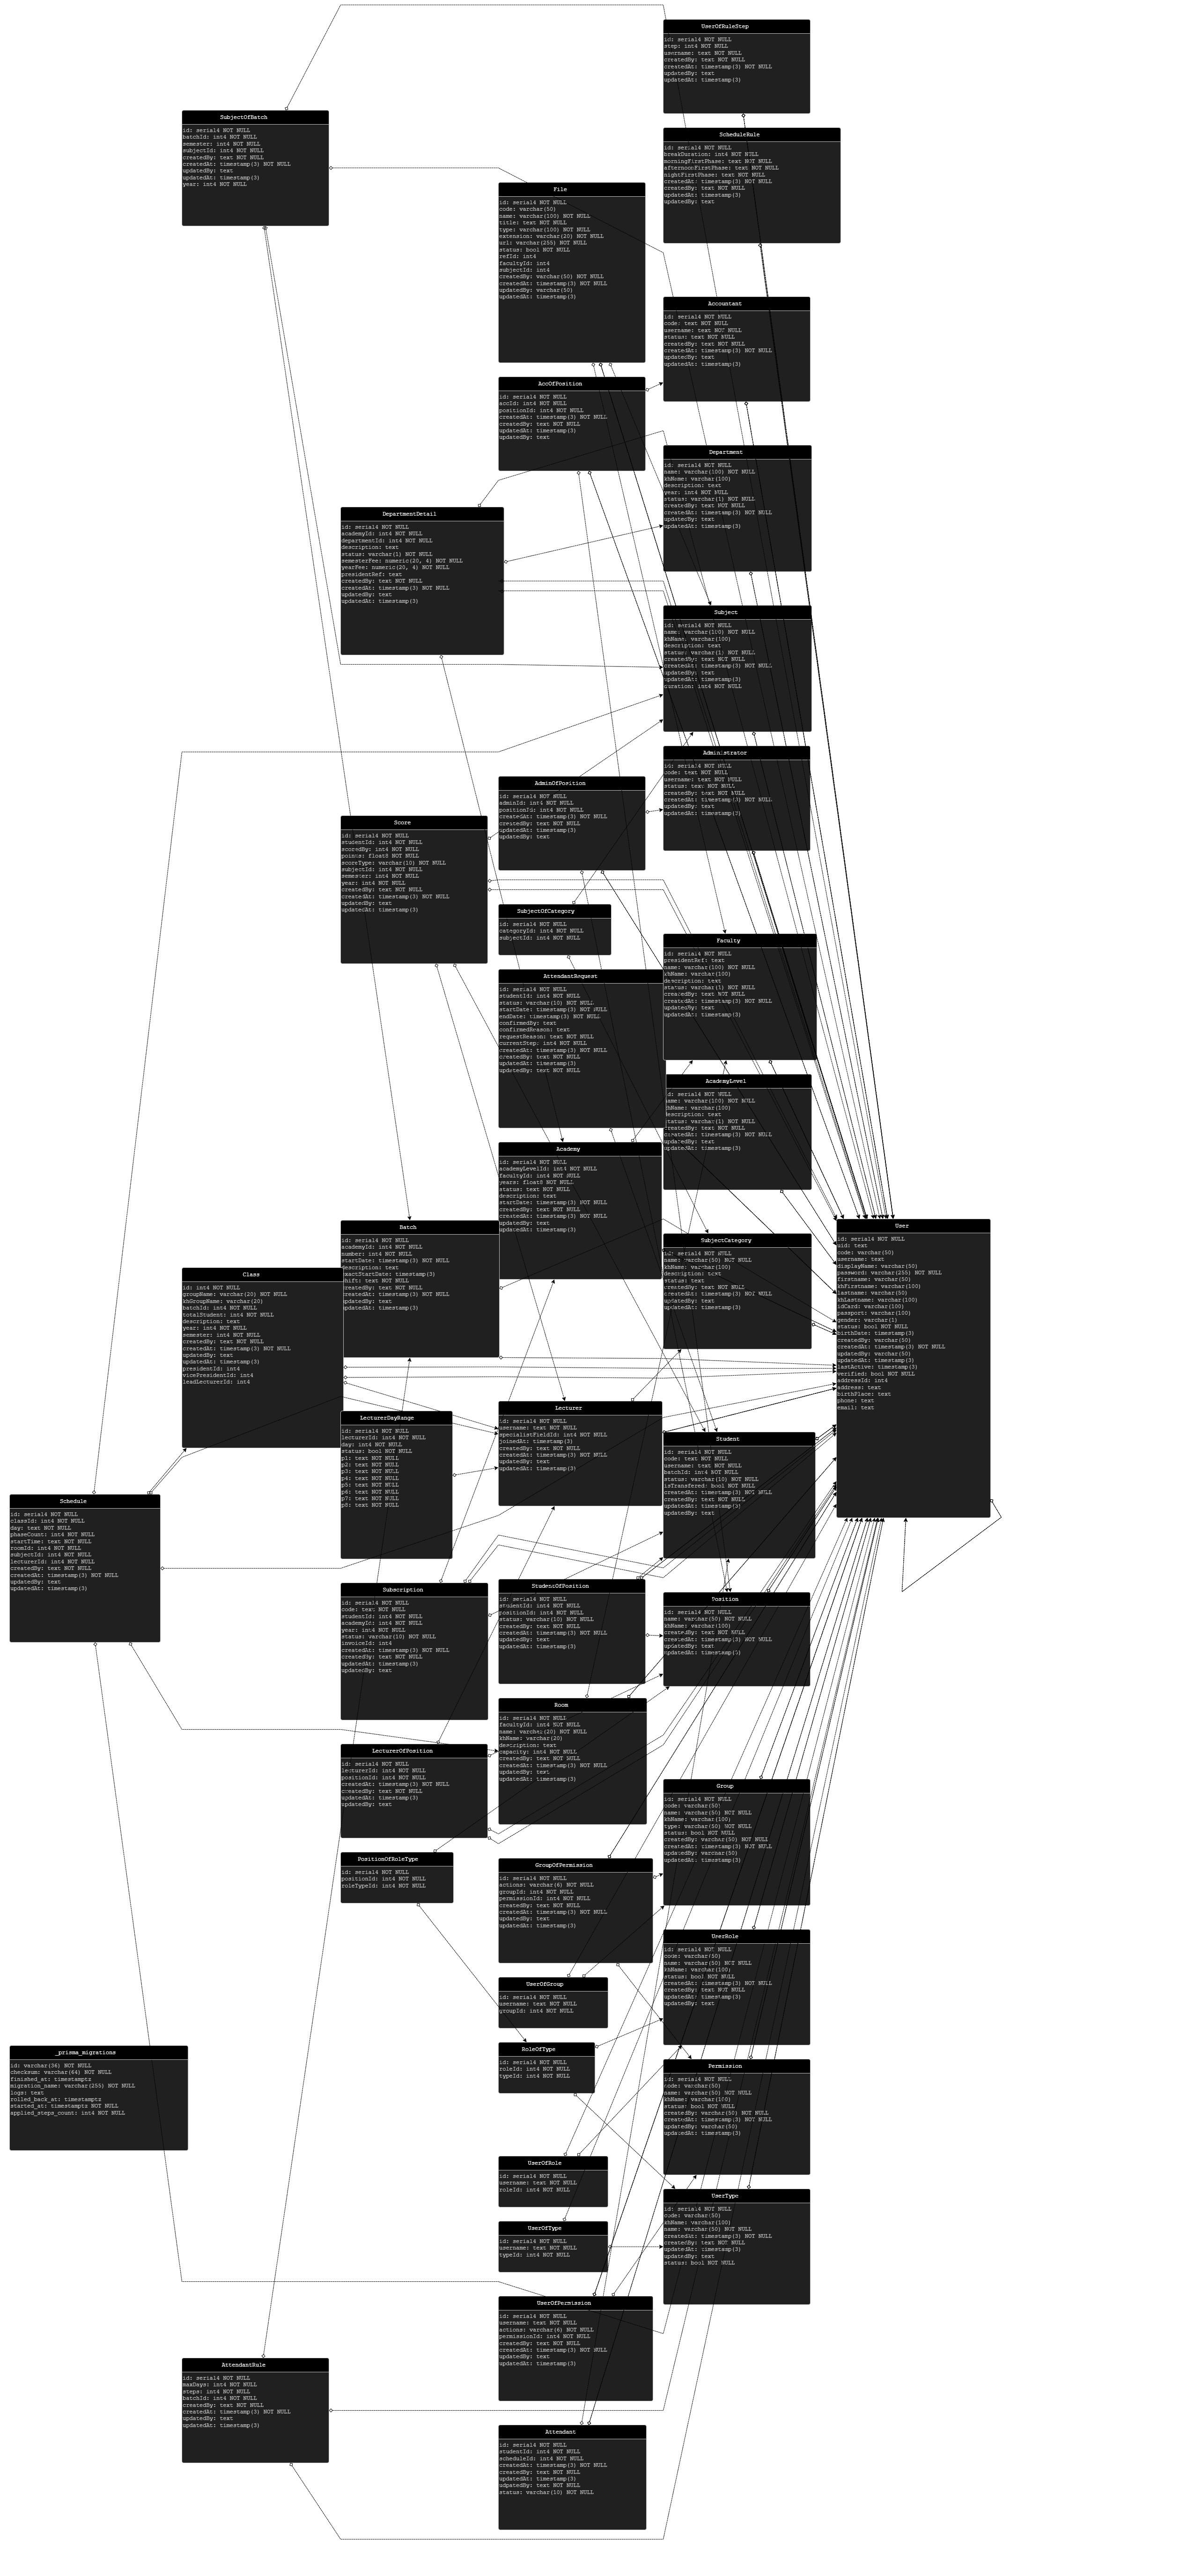 UserOfRuleStep
id: serial4 NOT NULL
step: int4 NOT NULL
username: text NOT NULL
createdBy: text NOT NULL
createdAt: timestamp(3) NOT NULL
updatedBy: text
updatedAt: timestamp(3)
SubjectOfBatch
id: serial4 NOT NULL
batchId: int4 NOT NULL
semester: int4 NOT NULL
subjectId: int4 NOT NULL
createdBy: text NOT NULL
createdAt: timestamp(3) NOT NULL
updatedBy: text
updatedAt: timestamp(3)
year: int4 NOT NULL
ScheduleRule
id: serial4 NOT NULL
breakDuration: int4 NOT NULL
morningFirstPhase: text NOT NULL
afternoonFirstPhase: text NOT NULL
nightFirstPhase: text NOT NULL
createdAt: timestamp(3) NOT NULL
createdBy: text NOT NULL
updatedAt: timestamp(3)
updatedBy: text
File
id: serial4 NOT NULL
code: varchar(50)
name: varchar(100) NOT NULL
title: text NOT NULL
type: varchar(100) NOT NULL
extension: varchar(20) NOT NULL
url: varchar(255) NOT NULL
status: bool NOT NULL
refId: int4
facultyId: int4
subjectId: int4
createdBy: varchar(50) NOT NULL
createdAt: timestamp(3) NOT NULL
updatedBy: varchar(50)
updatedAt: timestamp(3)
Accountant
id: serial4 NOT NULL
code: text NOT NULL
username: text NOT NULL
status: text NOT NULL
createdBy: text NOT NULL
createdAt: timestamp(3) NOT NULL
updatedBy: text
updatedAt: timestamp(3)
AccOfPosition
id: serial4 NOT NULL
accId: int4 NOT NULL
positionId: int4 NOT NULL
createdAt: timestamp(3) NOT NULL
createdBy: text NOT NULL
updatedAt: timestamp(3)
updatedBy: text
Department
id: serial4 NOT NULL
name: varchar(100) NOT NULL
khName: varchar(100)
description: text
year: int4 NOT NULL
status: varchar(1) NOT NULL
createdBy: text NOT NULL
createdAt: timestamp(3) NOT NULL
updatedBy: text
updatedAt: timestamp(3)
DepartmentDetail
id: serial4 NOT NULL
academyId: int4 NOT NULL
departmentId: int4 NOT NULL
description: text
status: varchar(1) NOT NULL
semesterFee: numeric(20, 4) NOT NULL
yearFee: numeric(20, 4) NOT NULL
presidentRef: text
createdBy: text NOT NULL
createdAt: timestamp(3) NOT NULL
updatedBy: text
updatedAt: timestamp(3)
Subject
id: serial4 NOT NULL
name: varchar(100) NOT NULL
khName: varchar(100)
description: text
status: varchar(1) NOT NULL
createdBy: text NOT NULL
createdAt: timestamp(3) NOT NULL
updatedBy: text
updatedAt: timestamp(3)
duration: int4 NOT NULL
Administrator
id: serial4 NOT NULL
code: text NOT NULL
username: text NOT NULL
status: text NOT NULL
createdBy: text NOT NULL
createdAt: timestamp(3) NOT NULL
updatedBy: text
updatedAt: timestamp(3)
AdminOfPosition
id: serial4 NOT NULL
adminId: int4 NOT NULL
positionId: int4 NOT NULL
createdAt: timestamp(3) NOT NULL
createdBy: text NOT NULL
updatedAt: timestamp(3)
updatedBy: text
Score
id: serial4 NOT NULL
studentId: int4 NOT NULL
scoredBy: int4 NOT NULL
points: float8 NOT NULL
scoreType: varchar(10) NOT NULL
subjectId: int4 NOT NULL
semester: int4 NOT NULL
year: int4 NOT NULL
createdBy: text NOT NULL
createdAt: timestamp(3) NOT NULL
updatedBy: text
updatedAt: timestamp(3)
SubjectOfCategory
id: serial4 NOT NULL
categoryId: int4 NOT NULL
subjectId: int4 NOT NULL
Faculty
id: serial4 NOT NULL
presidentRef: text
name: varchar(100) NOT NULL
khName: varchar(100)
description: text
status: varchar(1) NOT NULL
createdBy: text NOT NULL
createdAt: timestamp(3) NOT NULL
updatedBy: text
updatedAt: timestamp(3)
AttendantRequest
id: serial4 NOT NULL
studentId: int4 NOT NULL
status: varchar(10) NOT NULL
startDate: timestamp(3) NOT NULL
endDate: timestamp(3) NOT NULL
confirmedBy: text
confirmedReason: text
requestReason: text NOT NULL
currentStep: int4 NOT NULL
createdAt: timestamp(3) NOT NULL
createdBy: text NOT NULL
updatedAt: timestamp(3)
updatedBy: text NOT NULL
AcademyLevel
id: serial4 NOT NULL
name: varchar(100) NOT NULL
khName: varchar(100)
description: text
status: varchar(1) NOT NULL
createdBy: text NOT NULL
createdAt: timestamp(3) NOT NULL
updatedBy: text
updatedAt: timestamp(3)
Academy
id: serial4 NOT NULL
academyLevelId: int4 NOT NULL
facultyId: int4 NOT NULL
years: float8 NOT NULL
status: text NOT NULL
description: text
startDate: timestamp(3) NOT NULL
createdBy: text NOT NULL
createdAt: timestamp(3) NOT NULL
updatedBy: text
updatedAt: timestamp(3)
User
id: serial4 NOT NULL
uid: text
code: varchar(50)
username: text
displayName: varchar(50)
password: varchar(255) NOT NULL
firstname: varchar(50)
khFirstname: varchar(100)
lastname: varchar(50)
khLastname: varchar(100)
idCard: varchar(100)
passport: varchar(100)
gender: varchar(1)
status: bool NOT NULL
birthDate: timestamp(3)
createdBy: varchar(50)
createdAt: timestamp(3) NOT NULL
updatedBy: varchar(50)
updatedAt: timestamp(3)
lastActive: timestamp(3)
verified: bool NOT NULL
addressId: int4
address: text
birthPlace: text
phone: text
email: text
Batch
id: serial4 NOT NULL
academyId: int4 NOT NULL
number: int4 NOT NULL
startDate: timestamp(3) NOT NULL
description: text
exactStartDate: timestamp(3)
shift: text NOT NULL
createdBy: text NOT NULL
createdAt: timestamp(3) NOT NULL
updatedBy: text
updatedAt: timestamp(3)
SubjectCategory
id: serial4 NOT NULL
name: varchar(50) NOT NULL
khName: varchar(100)
description: text
status: text
createdBy: text NOT NULL
createdAt: timestamp(3) NOT NULL
updatedBy: text
updatedAt: timestamp(3)
Class
id: int4 NOT NULL
groupName: varchar(20) NOT NULL
khGroupName: varchar(20)
batchId: int4 NOT NULL
totalStudent: int4 NOT NULL
description: text
year: int4 NOT NULL
semester: int4 NOT NULL
createdBy: text NOT NULL
createdAt: timestamp(3) NOT NULL
updatedBy: text
updatedAt: timestamp(3)
presidentId: int4
vicePresidentId: int4
leadLecturerId: int4
Lecturer
id: serial4 NOT NULL
username: text NOT NULL
specialistFieldId: int4 NOT NULL
joinedAt: timestamp(3)
createdBy: text NOT NULL
createdAt: timestamp(3) NOT NULL
updatedBy: text
updatedAt: timestamp(3)
LecturerDayRange
id: serial4 NOT NULL
lecturerId: int4 NOT NULL
day: int4 NOT NULL
status: bool NOT NULL
p1: text NOT NULL
p2: text NOT NULL
p3: text NOT NULL
p4: text NOT NULL
p5: text NOT NULL
p6: text NOT NULL
p7: text NOT NULL
p8: text NOT NULL
Student
id: serial4 NOT NULL
code: text NOT NULL
username: text NOT NULL
batchId: int4 NOT NULL
status: varchar(10) NOT NULL
isTransfered: bool NOT NULL
createdAt: timestamp(3) NOT NULL
createdBy: text NOT NULL
updatedAt: timestamp(3)
updatedBy: text
Schedule
id: serial4 NOT NULL
classId: int4 NOT NULL
day: text NOT NULL
phaseCount: int4 NOT NULL
startTime: text NOT NULL
roomId: int4 NOT NULL
subjectId: int4 NOT NULL
lecturerId: int4 NOT NULL
createdBy: text NOT NULL
createdAt: timestamp(3) NOT NULL
updatedBy: text
updatedAt: timestamp(3)
StudentOfPosition
id: serial4 NOT NULL
studentId: int4 NOT NULL
positionId: int4 NOT NULL
status: varchar(10) NOT NULL
createdBy: text NOT NULL
createdAt: timestamp(3) NOT NULL
updatedBy: text
updatedAt: timestamp(3)
Subscription
id: serial4 NOT NULL
code: text NOT NULL
studentId: int4 NOT NULL
academyId: int4 NOT NULL
year: int4 NOT NULL
status: varchar(10) NOT NULL
invoiceId: int4
createdAt: timestamp(3) NOT NULL
createdBy: text NOT NULL
updatedAt: timestamp(3)
updatedBy: text
Position
id: serial4 NOT NULL
name: varchar(50) NOT NULL
khName: varchar(100)
createdBy: text NOT NULL
createdAt: timestamp(3) NOT NULL
updatedBy: text
updatedAt: timestamp(3)
Room
id: serial4 NOT NULL
facultyId: int4 NOT NULL
name: varchar(20) NOT NULL
khName: varchar(20)
description: text
capacity: int4 NOT NULL
createdBy: text NOT NULL
createdAt: timestamp(3) NOT NULL
updatedBy: text
updatedAt: timestamp(3)
LecturerOfPosition
id: serial4 NOT NULL
lecturerId: int4 NOT NULL
positionId: int4 NOT NULL
createdAt: timestamp(3) NOT NULL
createdBy: text NOT NULL
updatedAt: timestamp(3)
updatedBy: text
Group
id: serial4 NOT NULL
code: varchar(50)
name: varchar(50) NOT NULL
khName: varchar(100)
type: varchar(50) NOT NULL
status: bool NOT NULL
createdBy: varchar(50) NOT NULL
createdAt: timestamp(3) NOT NULL
updatedBy: varchar(50)
updatedAt: timestamp(3)
PositionOfRoleType
id: serial4 NOT NULL
positionId: int4 NOT NULL
roleTypeId: int4 NOT NULL
GroupOfPermission
id: serial4 NOT NULL
actions: varchar(6) NOT NULL
groupId: int4 NOT NULL
permissionId: int4 NOT NULL
createdBy: text NOT NULL
createdAt: timestamp(3) NOT NULL
updatedBy: text
updatedAt: timestamp(3)
UserRole
id: serial4 NOT NULL
code: varchar(50)
name: varchar(50) NOT NULL
khName: varchar(100)
status: bool NOT NULL
createdAt: timestamp(3) NOT NULL
createdBy: text NOT NULL
updatedAt: timestamp(3)
updatedBy: text
UserOfGroup
id: serial4 NOT NULL
username: text NOT NULL
groupId: int4 NOT NULL
_prisma_migrations
id: varchar(36) NOT NULL
checksum: varchar(64) NOT NULL
finished_at: timestamptz
migration_name: varchar(255) NOT NULL
logs: text
rolled_back_at: timestamptz
started_at: timestamptz NOT NULL
applied_steps_count: int4 NOT NULL
RoleOfType
id: serial4 NOT NULL
roleId: int4 NOT NULL
typeId: int4 NOT NULL
Permission
id: serial4 NOT NULL
code: varchar(50)
name: varchar(50) NOT NULL
khName: varchar(100)
status: bool NOT NULL
createdBy: varchar(50) NOT NULL
createdAt: timestamp(3) NOT NULL
updatedBy: varchar(50)
updatedAt: timestamp(3)
UserOfRole
id: serial4 NOT NULL
username: text NOT NULL
roleId: int4 NOT NULL
UserType
id: serial4 NOT NULL
code: varchar(50)
khName: varchar(100)
name: varchar(50) NOT NULL
createdAt: timestamp(3) NOT NULL
createdBy: text NOT NULL
updatedAt: timestamp(3)
updatedBy: text
status: bool NOT NULL
UserOfType
id: serial4 NOT NULL
username: text NOT NULL
typeId: int4 NOT NULL
UserOfPermission
id: serial4 NOT NULL
username: text NOT NULL
actions: varchar(6) NOT NULL
permissionId: int4 NOT NULL
createdBy: text NOT NULL
createdAt: timestamp(3) NOT NULL
updatedBy: text
updatedAt: timestamp(3)
AttendantRule
id: serial4 NOT NULL
maxDays: int4 NOT NULL
steps: int4 NOT NULL
batchId: int4 NOT NULL
createdBy: text NOT NULL
createdAt: timestamp(3) NOT NULL
updatedBy: text
updatedAt: timestamp(3)
Attendant
id: serial4 NOT NULL
studentId: int4 NOT NULL
scheduleId: int4 NOT NULL
createdAt: timestamp(3) NOT NULL
createdBy: text NOT NULL
updatedAt: timestamp(3)
udpatedBy: text NOT NULL
status: varchar(10) NOT NULL